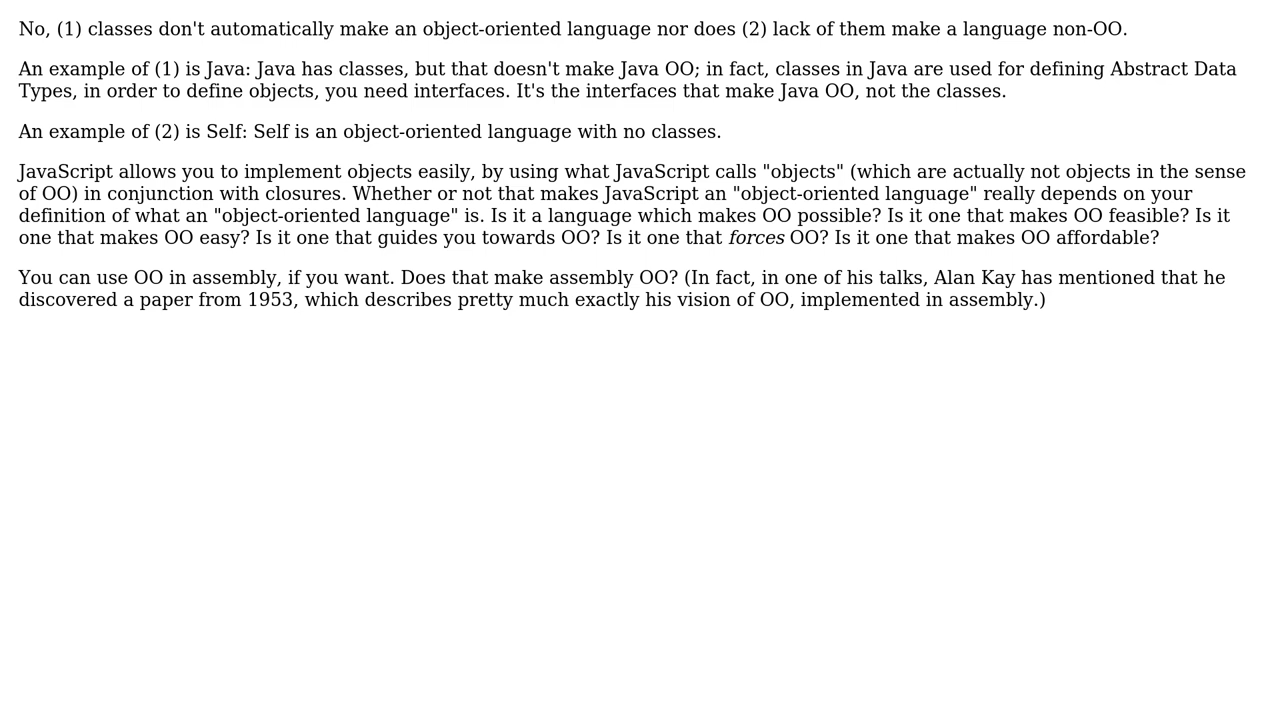 No, (1) classes don't automatically make an object-oriented language nor does (2) lack of them make a language non-OO.
An example of (1) is Java: Java has classes, but that doesn't make Java OO; in fact, classes in Java are used for defining Abstract Data
Types, in order to define objects, you need interfaces. It's the interfaces that make Java OO, not the classes.
An example of (2) is Self: Self is an object-oriented language with no classes.
JavaScript allows you to implement objects easily, by using what JavaScript calls "objects" (which are actually not objects in the sense
of OO) in conjunction with closures. Whether or not that makes JavaScript an "object-oriented language" really depends on your
definition of what an "object-oriented language" is. Is it a language which makes OO possible? Is it one that makes OO feasible? Is it
one that makes OO easy? Is it one that guides you towards OO? Is it one that forces OO? Is it one that makes OO affordable?
You can use OO in assembly, if you want. Does that make assembly OO? (In fact, in one of his talks, Alan Kay has mentioned that he
discovered a paper from 1953, which describes pretty much exactly his vision of OO, implemented in assembly.)